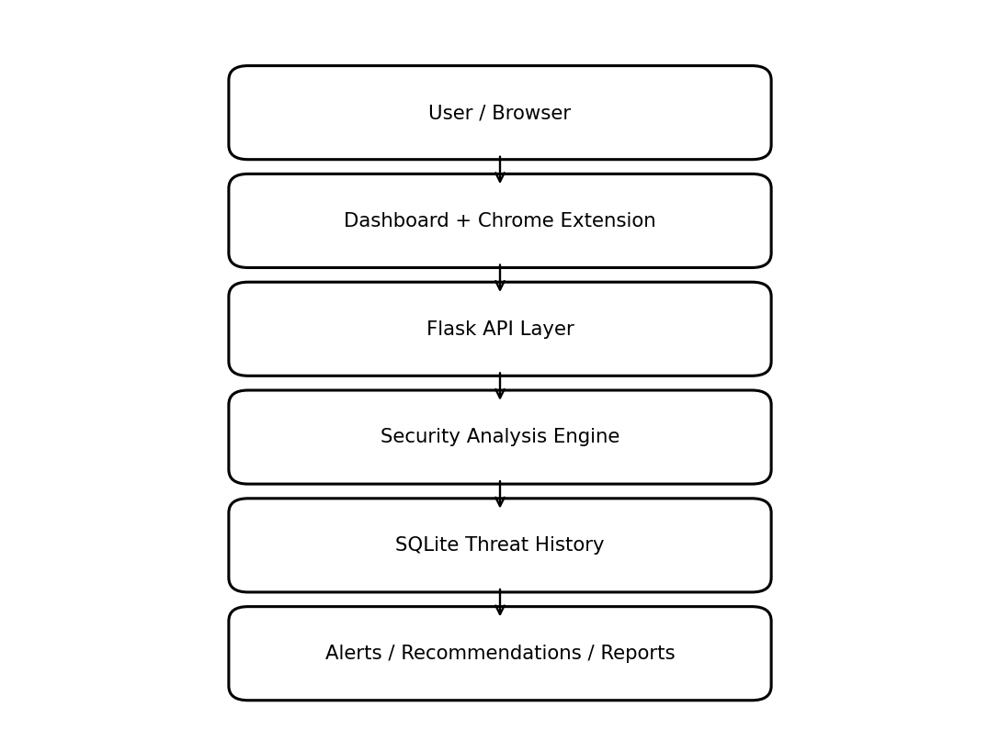 User / Browser
Dashboard + Chrome Extension
Flask API Layer
Security Analysis Engine
SQLite Threat History
Alerts / Recommendations / Reports